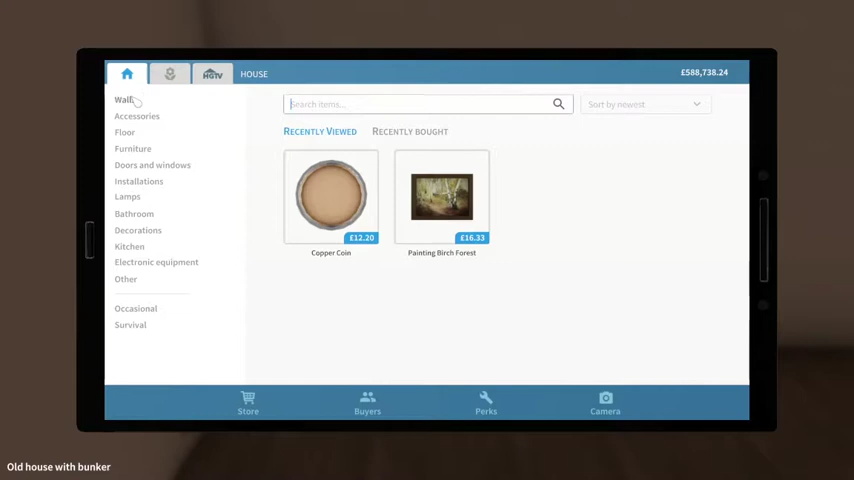 HGTV HOUSE £588,738.24
Wall
Accessories
Floor
Furniture
Doors and windows
Installations
Lamps
Bathroom
Decorations
Kitchen
Electronic equipment
Other
Occasional
Survival
Search items...
Sort by newest
RECENTLY VIEWED RECENTLY BOUGHT
£12.20 £16.33
Copper Coin Painting Birch Forest
Store Buyers Perks Camera
Old house with bunker